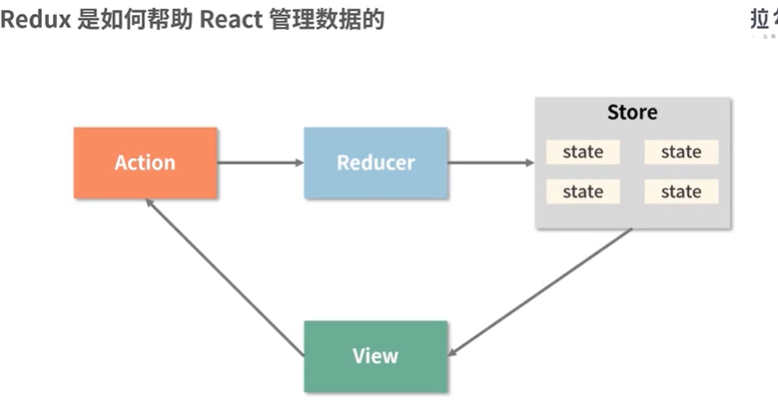 Redux 是如何帮助 React 管理数据的
拉
Store
Action
Reducer
state
state
state
state
View